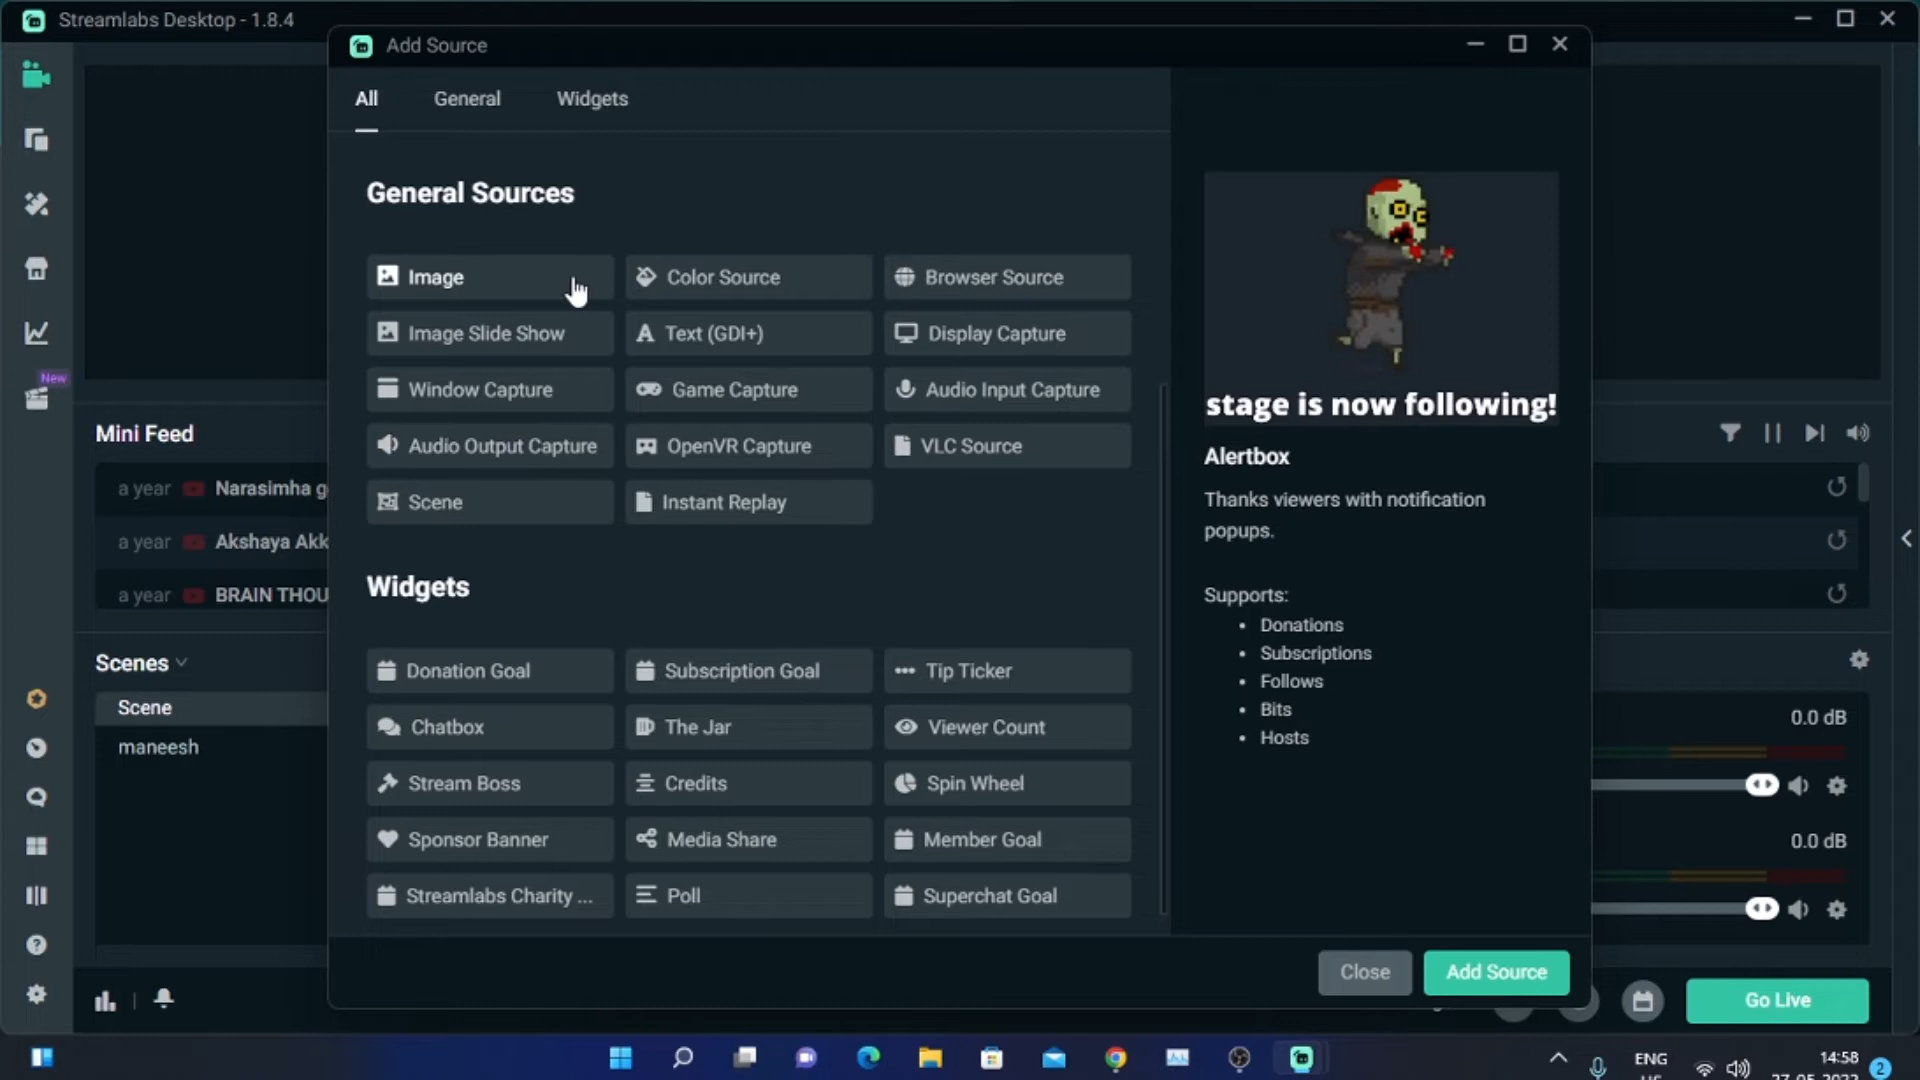 Streamlabs Desktop - 1.8.4
Add Source
All General Widgets
General Sources
Image Color Source Browser Source
Image Slide Show Text (GDI+) Display Capture
Window Capture Game Capture Audio Input Capture
Audio Output Capture OpenVR Capture VLC Source
Scene Instant Replay
Widgets
Donation Goal Subscription Goal Tip Ticker
Chatbox The Jar Viewer Count
Stream Boss Credits Spin Wheel
Sponsor Banner Media Share Member Goal
Streamlabs Charity ... Poll Superchat Goal
stage is now following!
Alertbox
Thanks viewers with notification
popups.
Supports:
• Donations
• Subscriptions
• Follows
• Bits
• Hosts
Close Add Source
New
Mini Feed
a year Narasimha g
a year Akshaya Akk
a year BRAIN THOU
Scenes
Scene
maneesh
0.0 dB
0.0 dB
Go Live
ENG
14:58
2